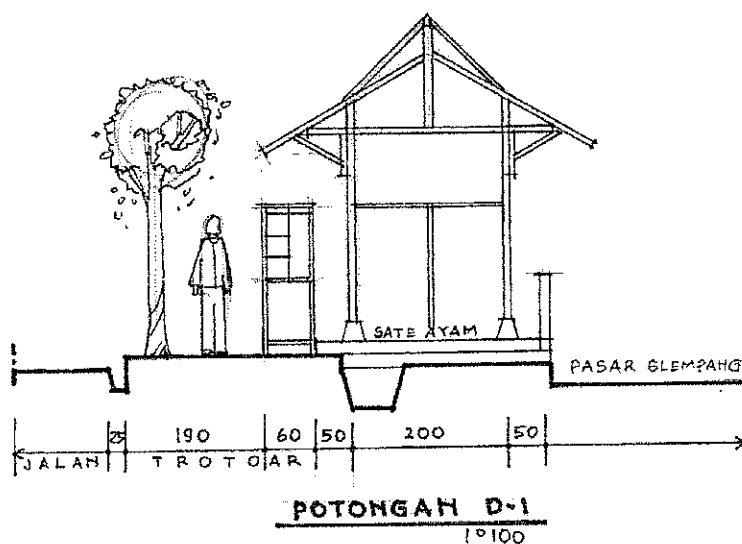 SATE AYAM
PASAR GLEMPANG
25 190 60 50 200 50
JALAN TROTOAR
POTONGAN D-1
1:100